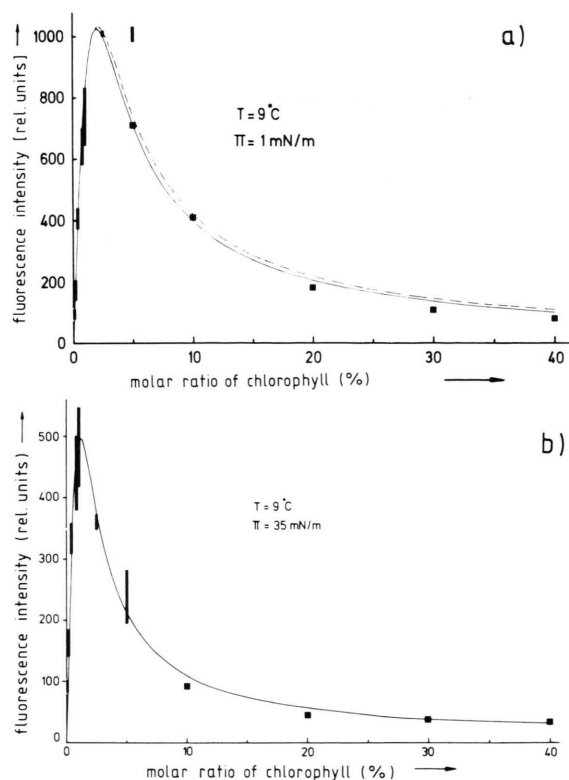 a)
1000
800
600
400
200
0
fluorescence intensity [rel. units]
T = 9°C
Π = 1 mN/m
0 10 20 30 40
molar ratio of chlorophyll (%)
b)
500
400
300
200
100
0
fluorescence intensity (rel. units)
T = 9°C
Π = 35 mN/m
0 10 20 30 40
molar ratio of chlorophyll (%)